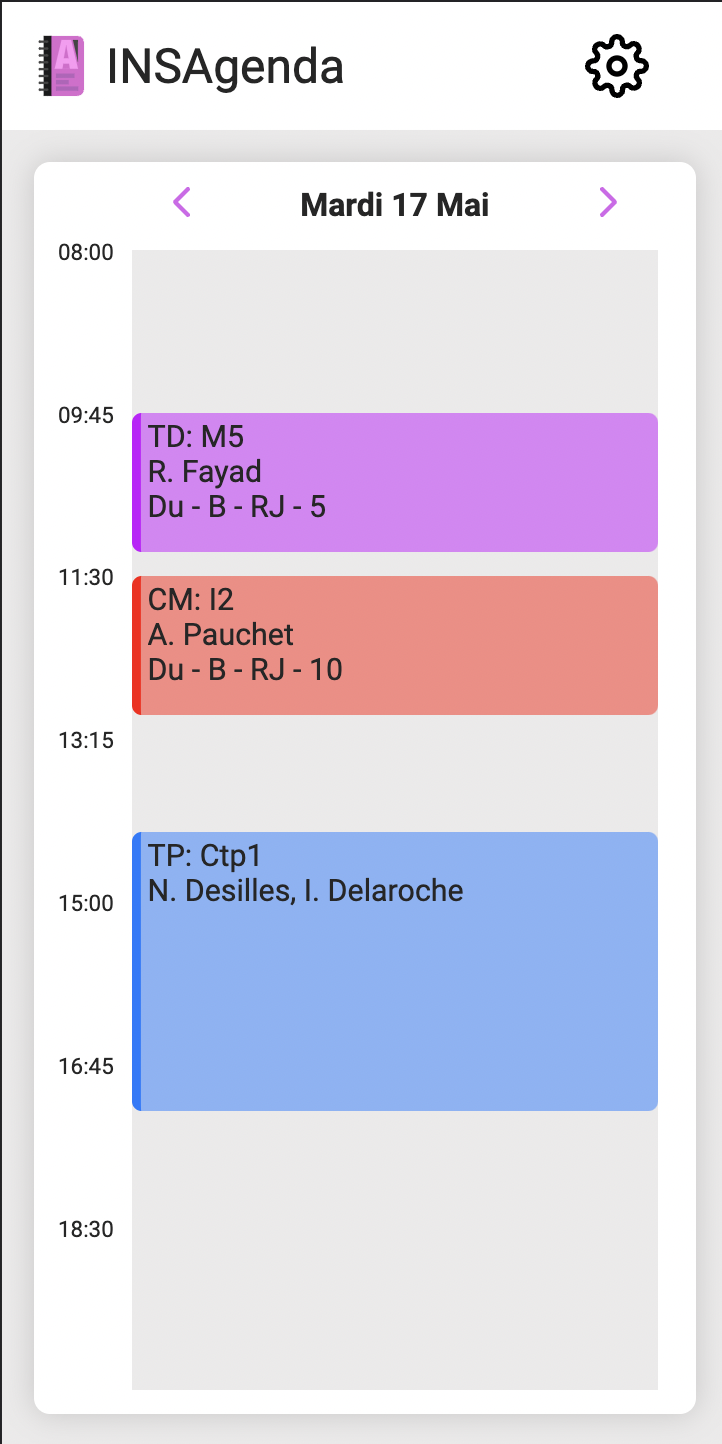 INSAgenda
Mardi 17 Mai
08:00
09:45
TD: M5
R. Fayad
Du - B - RJ - 5
11:30
CM: I2
A. Pauchet
Du - B - RJ - 10
13:15
TP: Ctp1
N. Desilles, I. Delaroche
15:00
16:45
18:30